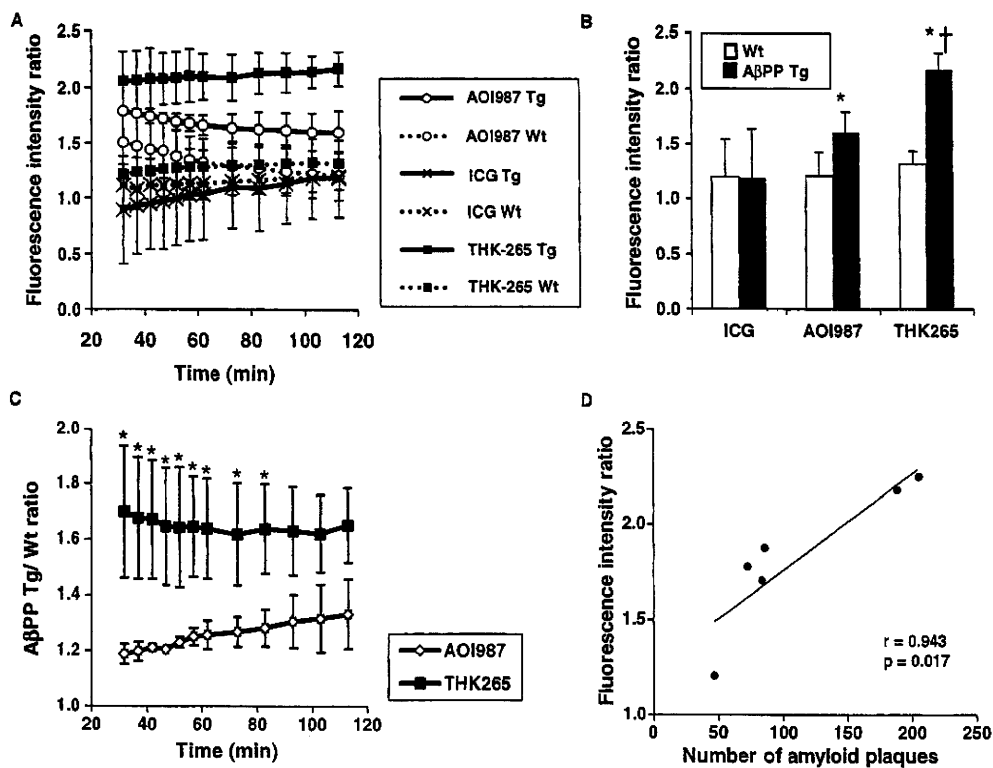 A
Fluorescence intensity ratio
2.5
2.0
1.5
1.0
0.5
0.0
20 40 60 80 100 120
Time (min)
AOI987 Tg
AOI987 Wt
ICG Tg
ICG Wt
THK-265 Tg
THK-265 Wt
B
Fluorescence intensity ratio
2.5
2.0
1.5
1.0
0.5
0.0
Wt
AβPP Tg
*
* †
ICG AOI987 THK265
C
AβPP Tg/ Wt ratio
2.0
1.8
1.6
1.4
1.2
1.0
* * * * * * * * *
20 40 60 80 100 120
Time (min)
AOI987
THK265
D
Fluorescence intensity ratio
2.5
2.0
1.5
1.0
r = 0.943
p = 0.017
0 50 100 150 200 250
Number of amyloid plaques